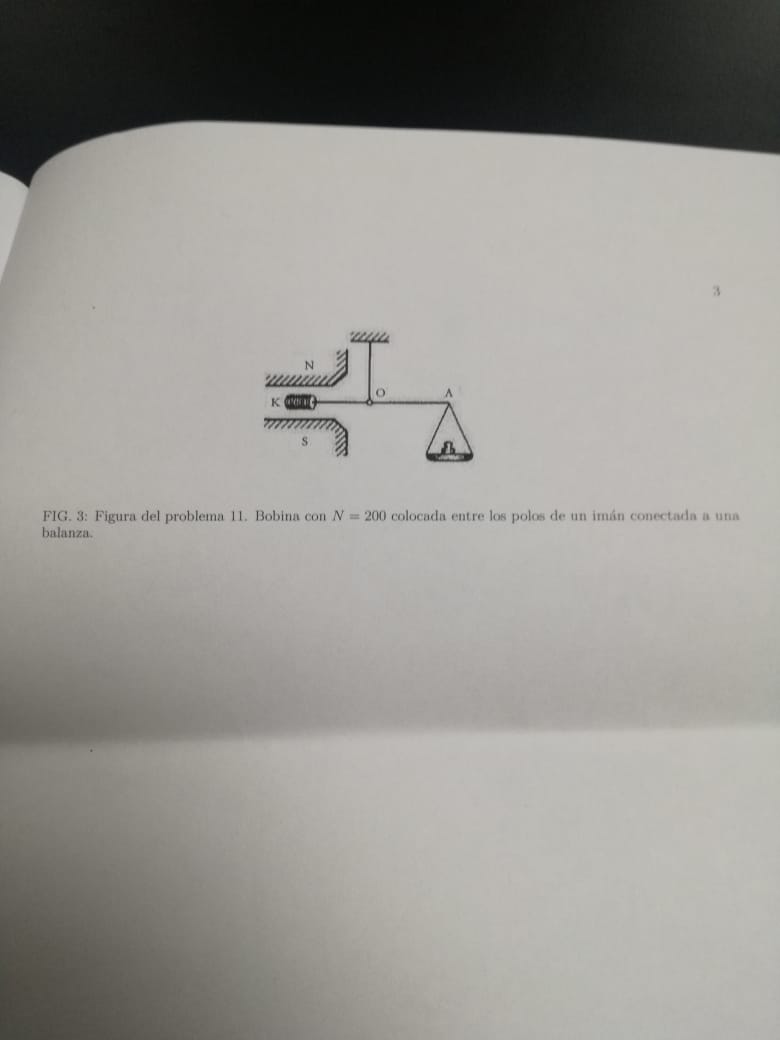 3
N
O
A
K
S
FIG. 3: Figura del problema 11. Bobina con N = 200 colocada entre los polos de un imán conectada a una
balanza.